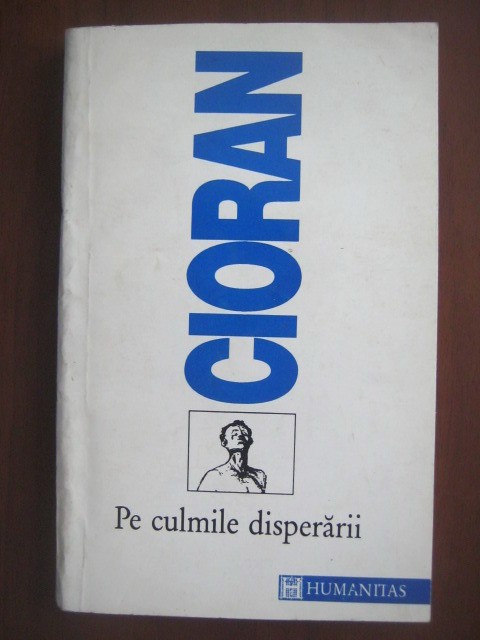 CIORAN
Pe culmile disperării
HUMANITAS